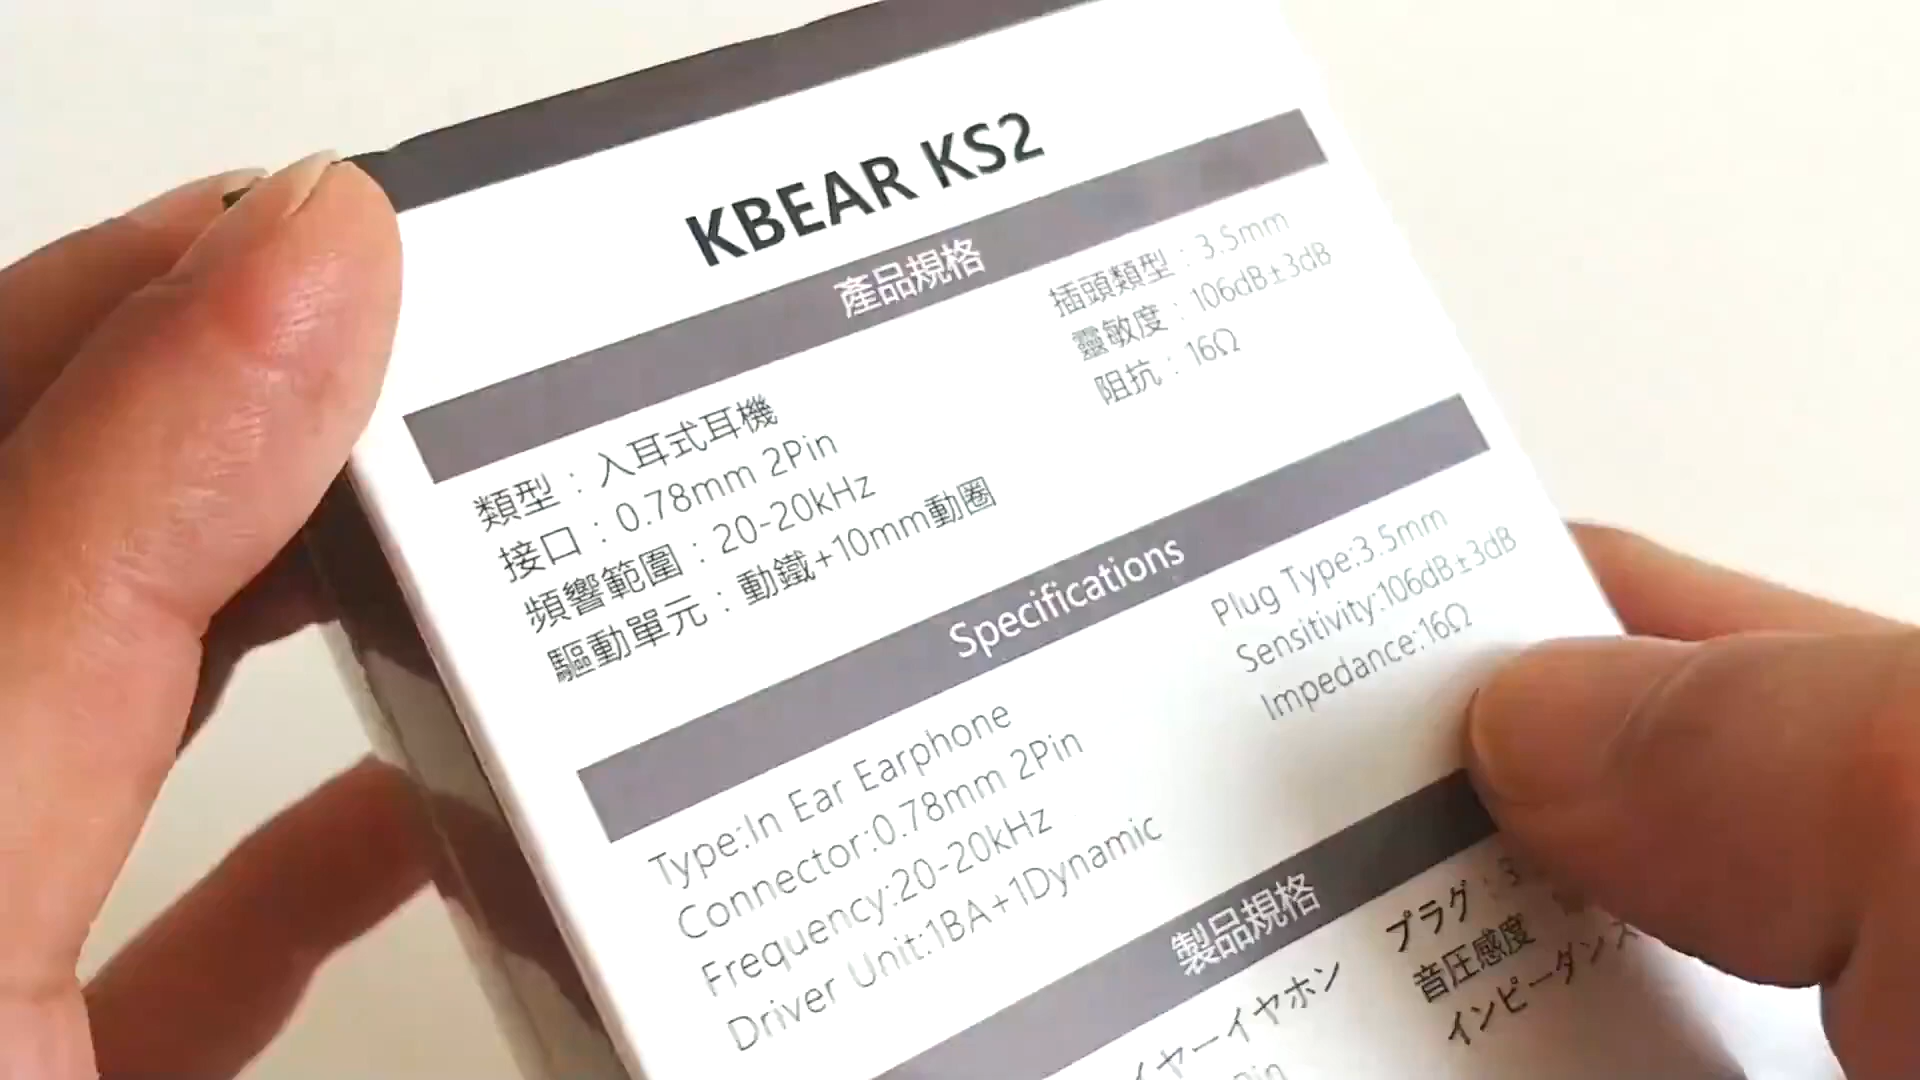 KBEAR KS2
產品規格
類型：入耳式耳機
接口：0.78mm 2Pin
頻響範圍：20-20kHz
驅動單元：動鐵+10mm動圈
插頭類型：3.5mm
靈敏度：106dB±3dB
阻抗：16Ω
Specifications
Type:In Ear Earphone
Connector:0.78mm 2Pin
Frequency:20-20kHz
Driver Unit:1BA+1Dynamic
Plug Type:3.5mm
Sensitivity:106dB±3dB
Impedance:16Ω
製品規格
イヤーイヤホン
プラグ：3
音圧感度
インピーダンス